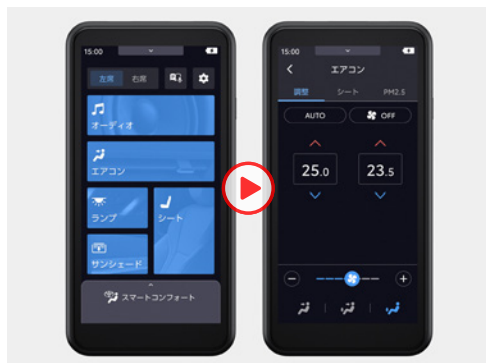 15:00
左席 右席
オーディオ
エアコン
ランプ
シート
サンシェード
スマートコンフォート
15:00
エアコン
調整 シート PM2.5
AUTO OFF
25.0 23.5